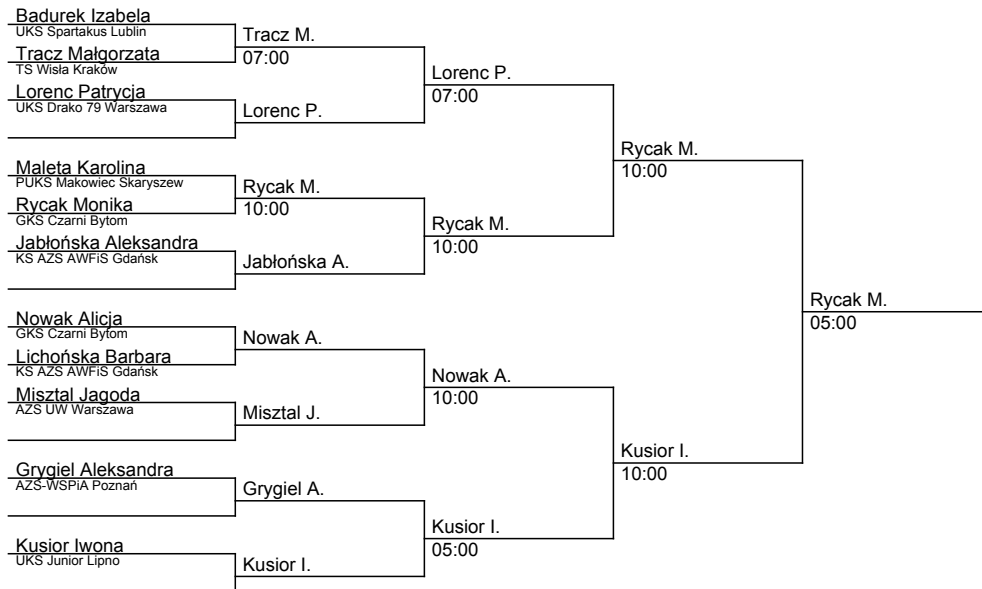 Badurek Izabela
UKS Spartakus Lublin
Tracz Małgorzata
TS Wisła Kraków
Lorenc Patrycja
UKS Drako 79 Warszawa
Maleta Karolina
PUKS Makowiec Skaryszew
Rycak Monika
GKS Czarni Bytom
Jabłońska Aleksandra
KS AZS AWFiS Gdańsk
Nowak Alicja
GKS Czarni Bytom
Lichońska Barbara
KS AZS AWFiS Gdańsk
Misztal Jagoda
AZS UW Warszawa
Grygiel Aleksandra
AZS-WSPiA Poznań
Kusior Iwona
UKS Junior Lipno
Tracz M.
07:00
Lorenc P.
Rycak M.
10:00
Jabłońska A.
Nowak A.
Misztal J.
Grygiel A.
Kusior I.
Lorenc P.
07:00
Rycak M.
10:00
Nowak A.
10:00
Kusior I.
05:00
Rycak M.
10:00
Kusior I.
10:00
Rycak M.
05:00